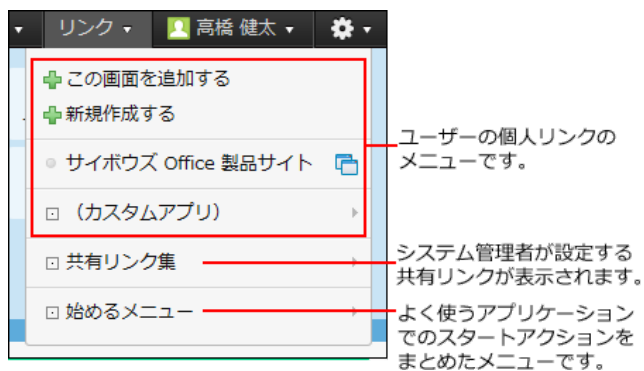 リンク
高橋 健太
この画面を追加する
新規作成する
サイボウズ Office 製品サイト
(カスタムアプリ)
共有リンク集
始めるメニュー
ユーザーの個人リンクの
メニューです。
システム管理者が設定する
共有リンクが表示されます。
よく使うアプリケーション
でのスタートアクションを
まとめたメニューです。